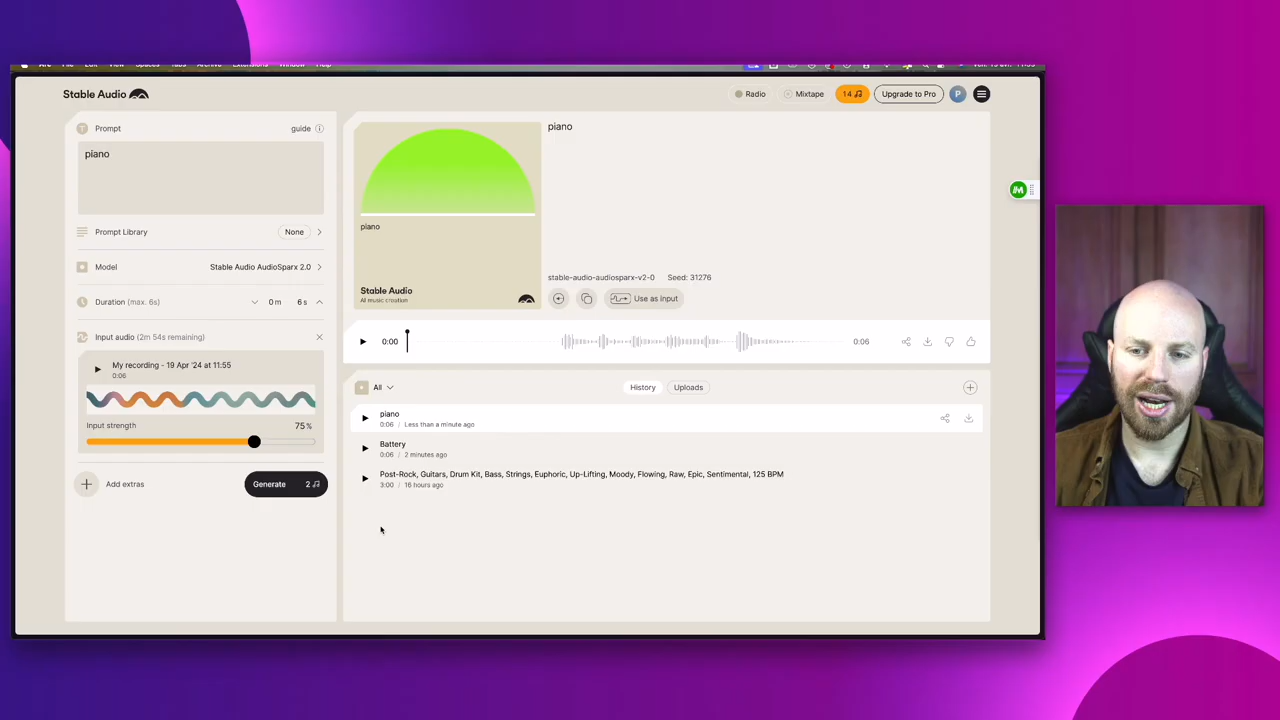 Stable Audio
Radio
Mixtape
14
Upgrade to Pro
P
Prompt
guide
piano
Prompt Library
None
Model
Stable Audio AudioSparx 2.0
Duration (max. 6s)
0 m
6 s
Input audio (2m 54s remaining)
My recording - 19 Apr '24 at 11:55
0:06
Input strength
75 %
Add extras
Generate 2
piano
Stable Audio
AI music creation
piano
stable-audio-audiosparx-v2-0 Seed: 31276
Use as input
0:00
0:06
All
History
Uploads
piano
0:06 / Less than a minute ago
Battery
0:06 / 2 minutes ago
Post-Rock, Guitars, Drum Kit, Bass, Strings, Euphoric, Up-Lifting, Moody, Flowing, Raw, Epic, Sentimental, 125 BPM
3:00 / 16 hours ago